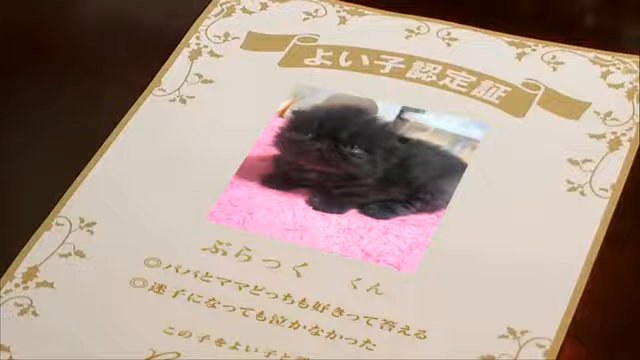 よい子認定証
ぶらっく くん
◎パパとママどっちも好きって答える
◎迷子になっても泣かなかった
この子をよい子と